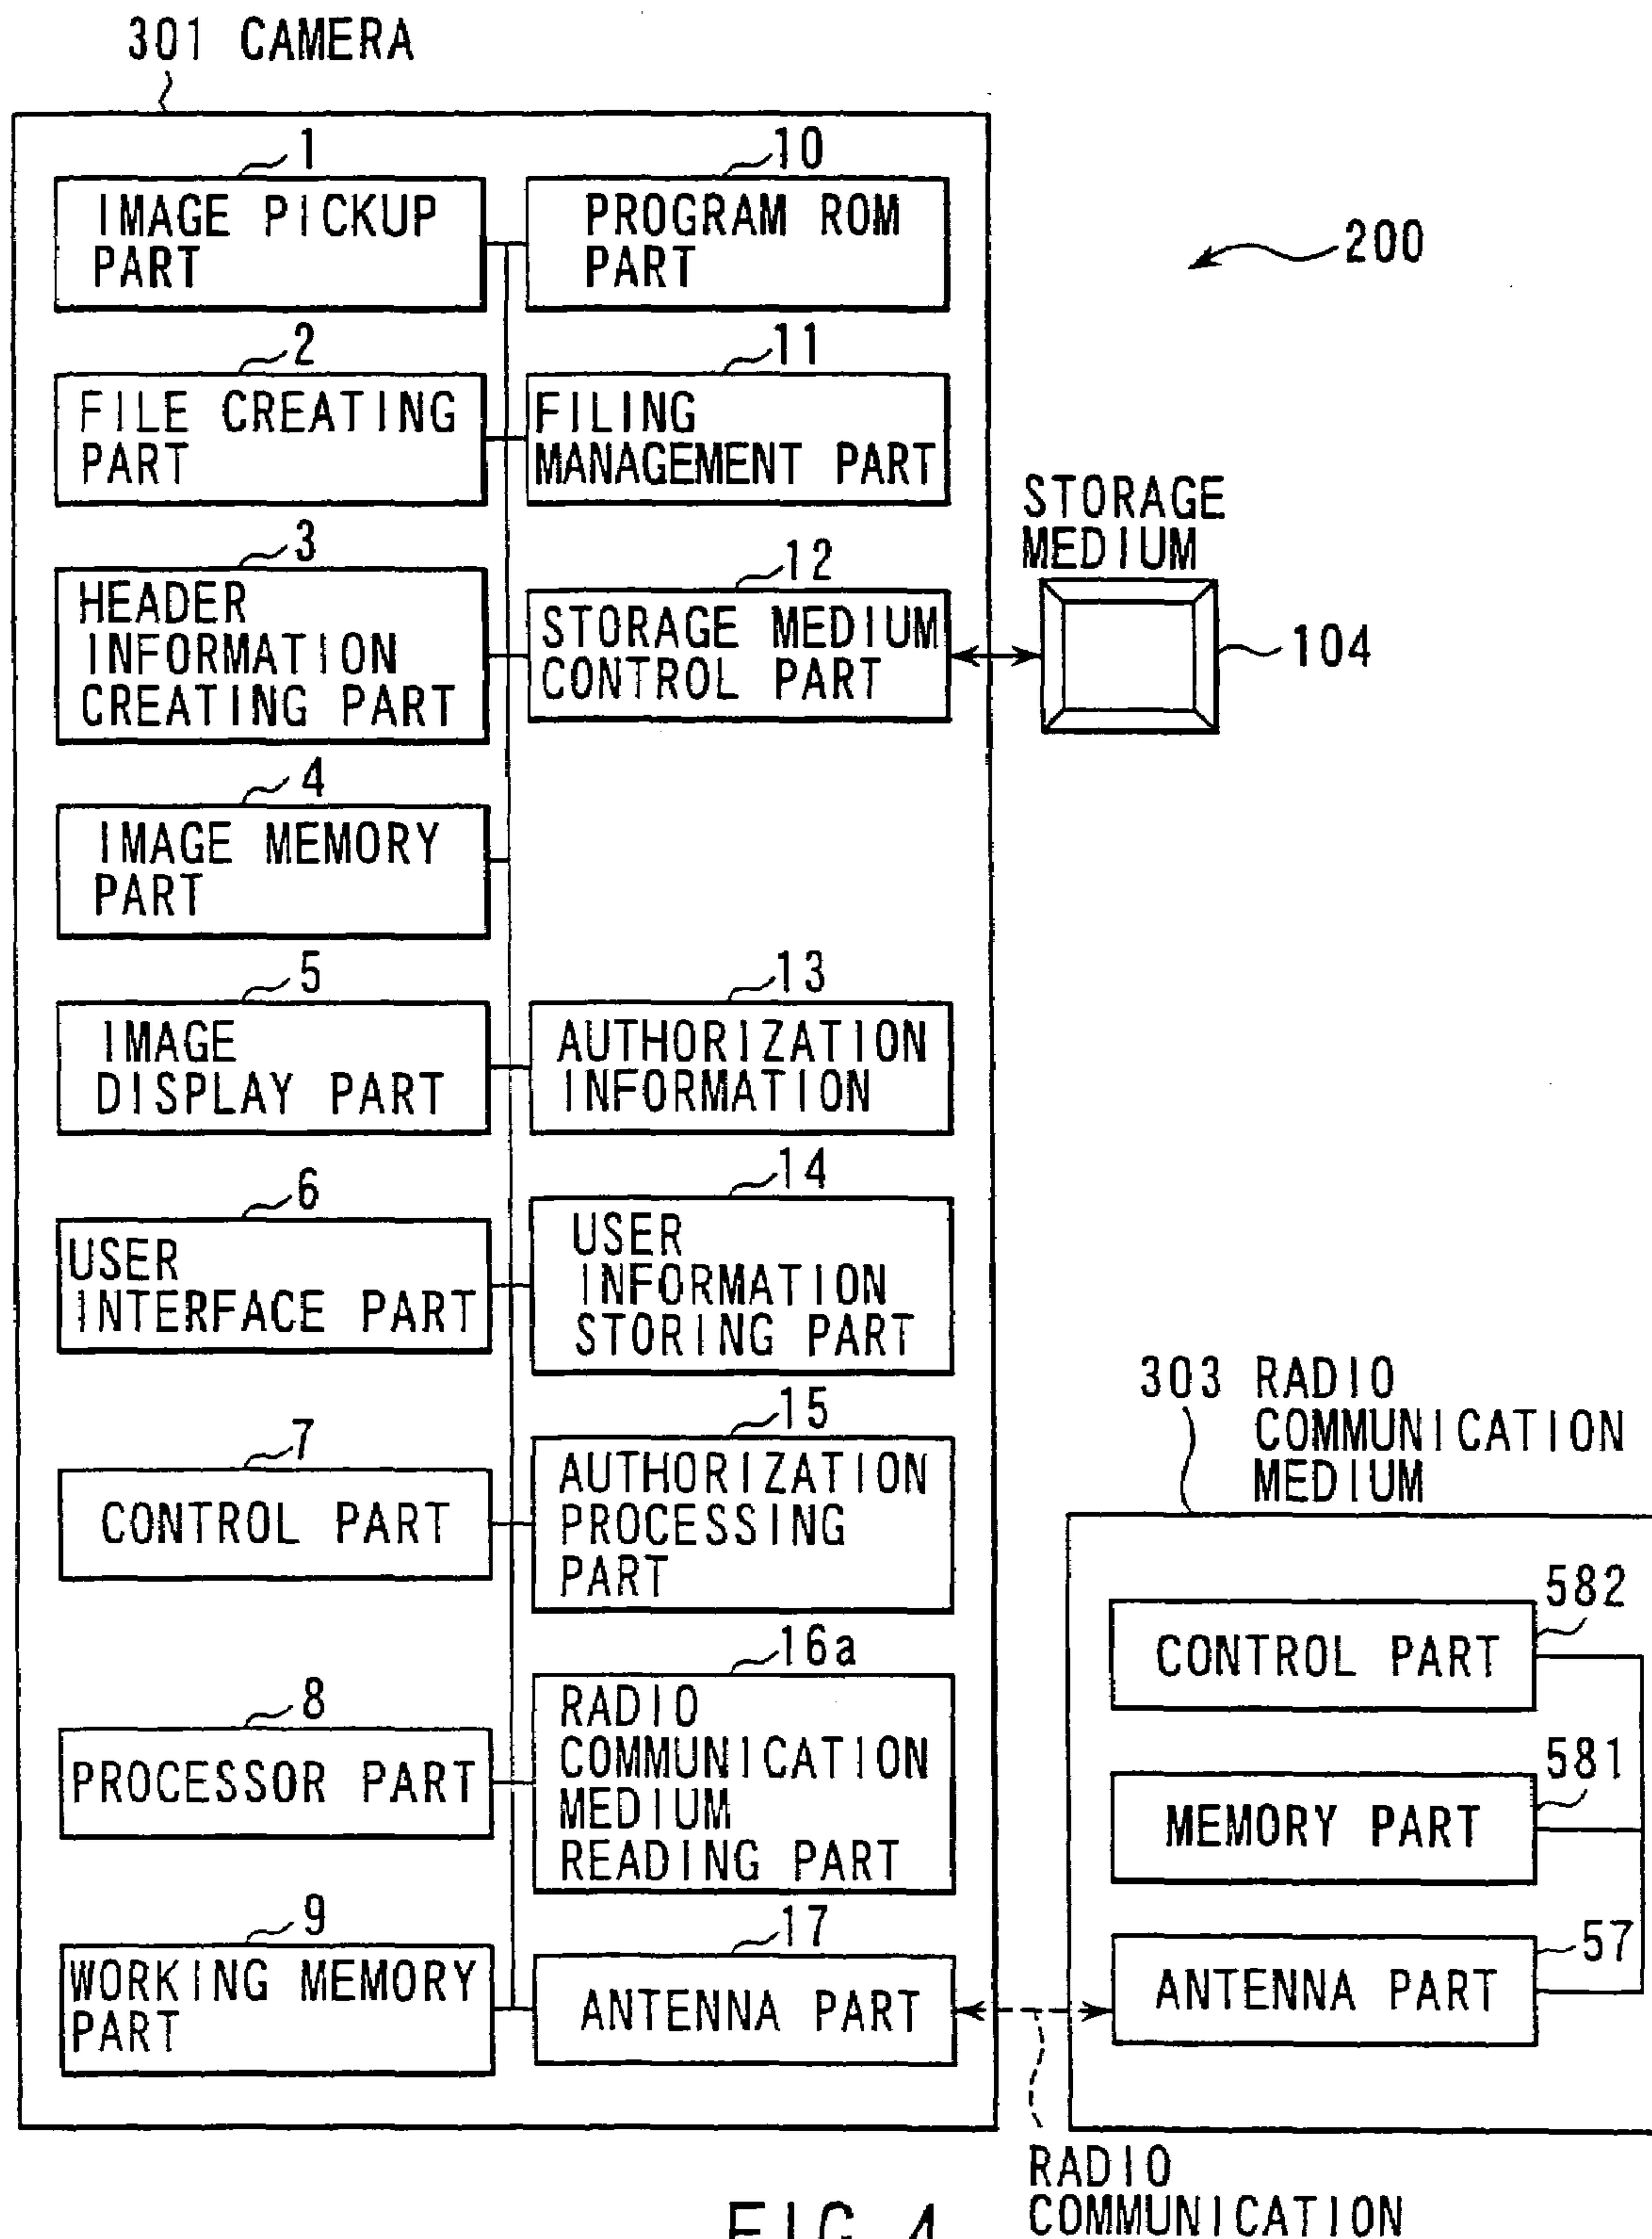 301 CAMERA
1
IMAGE PICKUP
PART
10
PROGRAM ROM
PART
200
2
FILE CREATING
PART
11
FILING
MANAGEMENT PART
3
HEADER
INFORMATION
CREATING PART
12
STORAGE MEDIUM
CONTROL PART
STORAGE
MEDIUM
104
4
IMAGE MEMORY
PART
5
IMAGE
DISPLAY PART
13
AUTHORIZATION
INFORMATION
6
USER
INTERFACE PART
14
USER
INFORMATION
STORING PART
7
CONTROL PART
15
AUTHORIZATION
PROCESSING
PART
8
PROCESSOR PART
16a
RADIO
COMMUNICATION
MEDIUM
READING PART
9
WORKING MEMORY
PART
17
ANTENNA PART
303 RADIO
COMMUNICATION
MEDIUM
582
CONTROL PART
581
MEMORY PART
57
ANTENNA PART
RADIO
COMMUNICATION
FIG. 4